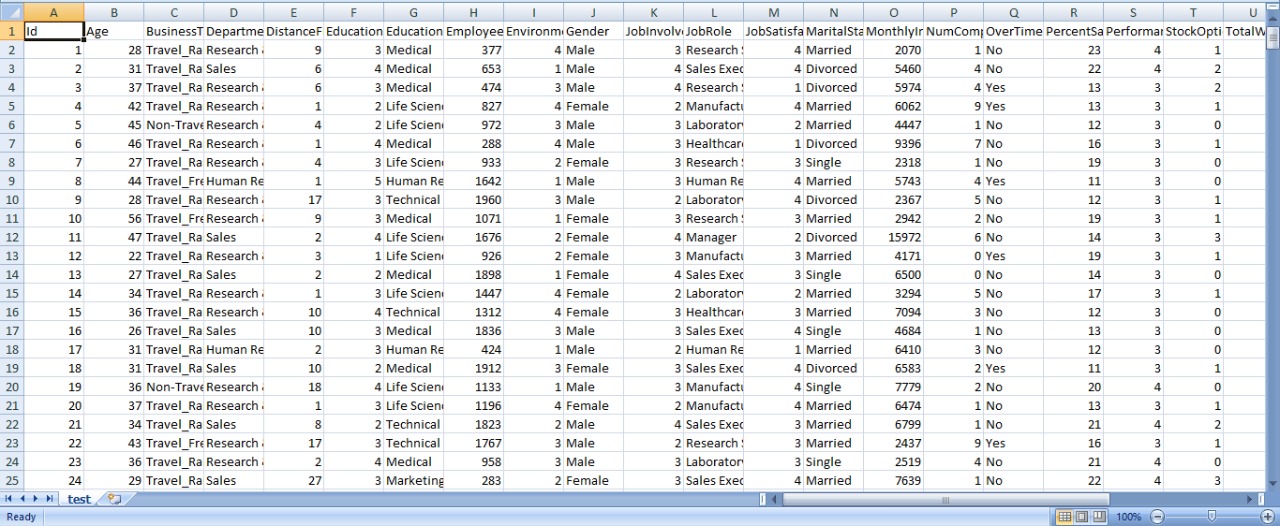 A B C D E F G H I J K L M N O P Q R S T U
1 Id Age BusinessT Departme DistanceF Education Education Employee Environm Gender JobInvolv JobRole JobSatisfa MaritalSta MonthlyIn NumComp OverTime PercentSa Performan StockOpti TotalW
2 1 28 Travel_Ra Research 9 3 Medical 377 4 Male 3 Research S 4 Married 2070 1 No 23 4 1
3 2 31 Travel_Ra Sales 6 4 Medical 653 1 Male 4 Sales Exec 4 Divorced 5460 4 No 22 4 2
4 3 37 Travel_Ra Research 6 3 Medical 474 3 Male 4 Research S 1 Divorced 5974 4 Yes 13 3 2
5 4 42 Travel_Ra Research 1 2 Life Scien 827 4 Female 2 Manufactu 4 Married 6062 9 Yes 13 3 1
6 5 45 Non-Trave Research 4 2 Life Scien 972 3 Male 3 Laborator 2 Married 4447 1 No 12 3 0
7 6 46 Travel_Ra Research 1 4 Medical 288 4 Male 3 Healthcar 1 Divorced 9396 7 No 16 3 1
8 7 27 Travel_Ra Research 4 3 Life Scien 933 2 Female 3 Research S 3 Single 2318 1 No 19 3 0
9 8 44 Travel_Fre Human Re 1 5 Human Re 1642 1 Male 3 Human Re 4 Married 5743 4 Yes 11 3 0
10 9 28 Travel_Ra Research 17 3 Technical 1960 3 Male 2 Laborator 4 Divorced 2367 5 No 12 3 1
11 10 56 Travel_Fre Research 9 3 Medical 1071 1 Female 3 Research S 3 Married 2942 2 No 19 3 1
12 11 47 Travel_Ra Sales 2 4 Life Scien 1676 2 Female 4 Manager 2 Divorced 15972 6 No 14 3 3
13 12 22 Travel_Ra Research 3 1 Life Scien 926 2 Female 3 Manufactu 3 Married 4171 0 Yes 19 3 1
14 13 27 Travel_Ra Sales 2 2 Medical 1898 1 Female 4 Sales Exec 3 Single 6500 0 No 14 3 0
15 14 34 Travel_Ra Research 1 3 Life Scien 1447 4 Female 2 Laborator 2 Married 3294 5 No 17 3 1
16 15 36 Travel_Ra Research 10 4 Technical 1312 4 Female 3 Healthcar 3 Married 7094 3 No 12 3 0
17 16 26 Travel_Ra Sales 10 3 Medical 1836 3 Male 3 Sales Exec 4 Single 4684 1 No 13 3 0
18 17 31 Travel_Ra Human Re 2 3 Human Re 424 1 Male 2 Human Re 1 Married 6410 3 No 12 3 0
19 18 31 Travel_Ra Sales 10 2 Medical 1912 3 Female 3 Sales Exec 4 Divorced 6583 2 Yes 11 3 1
20 19 36 Non-Trave Research 18 4 Life Scien 1133 1 Male 3 Manufactu 4 Single 7779 2 No 20 4 0
21 20 37 Travel_Ra Research 1 3 Life Scien 1196 4 Female 2 Manufactu 4 Married 6474 1 No 13 3 1
22 21 34 Travel_Ra Sales 8 2 Technical 1823 2 Male 4 Sales Exec 3 Married 6799 1 No 21 4 2
23 22 43 Travel_Fre Research 17 3 Technical 1767 3 Male 2 Research S 3 Married 2437 9 Yes 16 3 1
24 23 36 Travel_Ra Research 2 4 Medical 958 3 Male 3 Laborator 3 Single 2519 4 No 21 4 0
25 24 29 Travel_Ra Sales 27 3 Marketing 283 2 Female 3 Sales Exec 4 Married 7639 1 No 22 4 3
test
Ready 100%